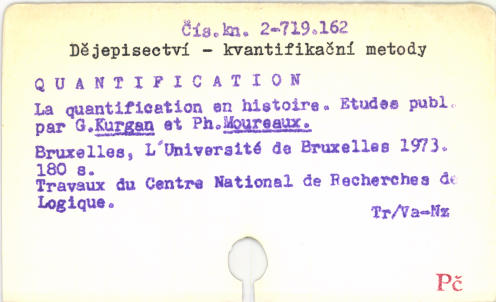 Čís.kn. 2-719.162
Dějepisectví - kvantifikační metody
Q U A N T I F I C A T I O N
La quantification en histoire. Etudes publ.
par G.Kurgan et Ph.Moureaux.
Bruxelles, L´Université de Bruxelles 1973.
180 s.
Travaux du Centre National de Recherches de
Logique.
Tr/Va-Nz
Pč